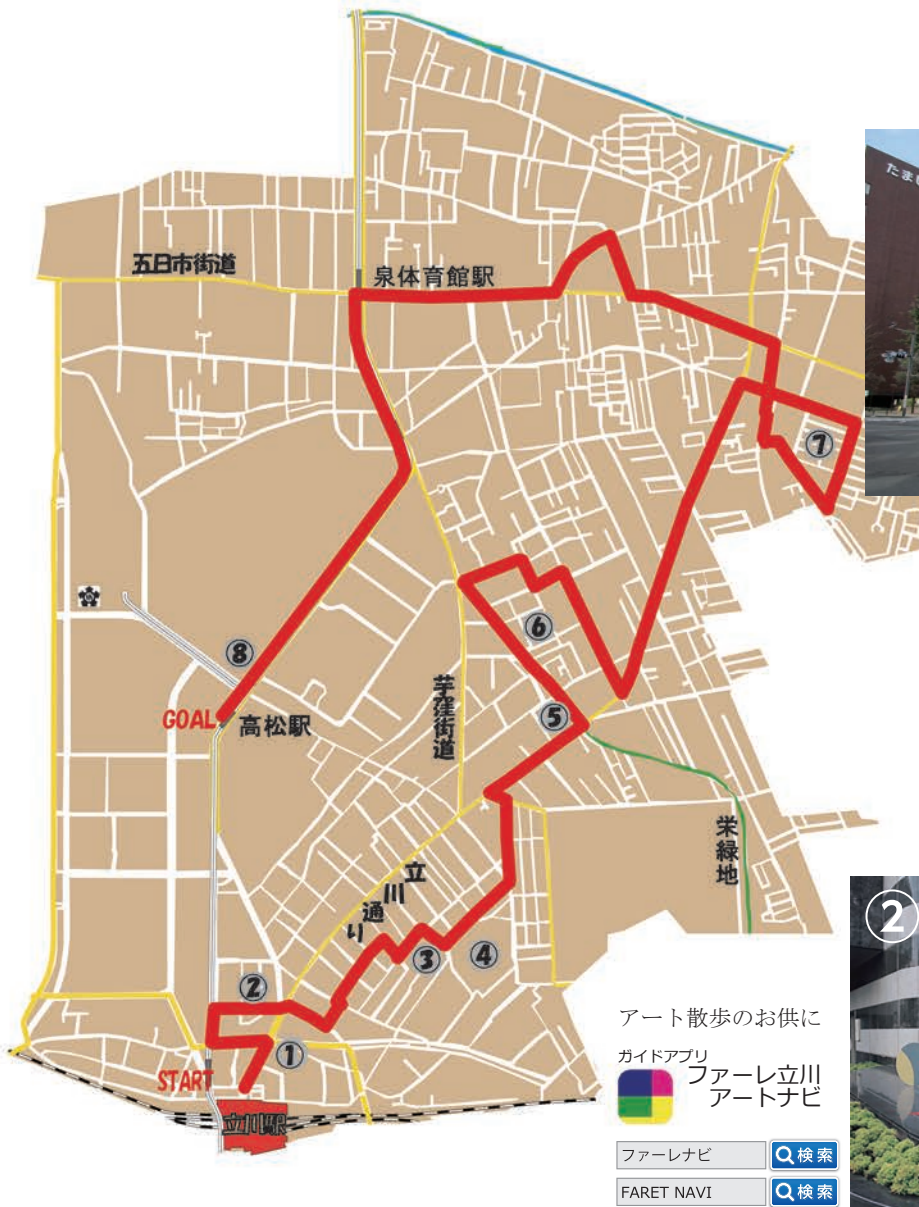 五日市街道
泉体育館駅
たま
⑦
⑥
⑧
GOAL
高松駅
芋窪街道
⑤
栄緑地
立川通り
③
④
②
②
①
START
立川駅
アート散歩のお供に
ガイドアプリ
ファーレ立川
アートナビ
ファーレナビ
検索
FARET NAVI
検索